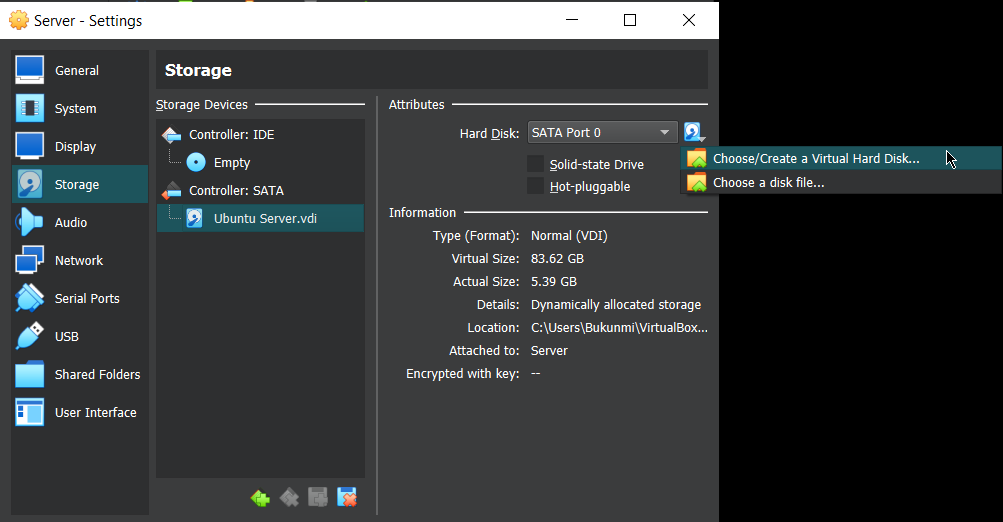 Server - Settings
General
System
Display
Storage
Audio
Network
Serial Ports
USB
Shared Folders
User Interface
Storage
Storage Devices
Controller: IDE
Empty
Controller: SATA
Ubuntu Server.vdi
Attributes
Hard Disk: SATA Port 0
Solid-state Drive
Hot-pluggable
Choose/Create a Virtual Hard Disk...
Choose a disk file...
Information
Type (Format): Normal (VDI)
Virtual Size: 83.62 GB
Actual Size: 5.39 GB
Details: Dynamically allocated storage
Location: C:\Users\Bukunmi\VirtualBox...
Attached to: Server
Encrypted with key: --